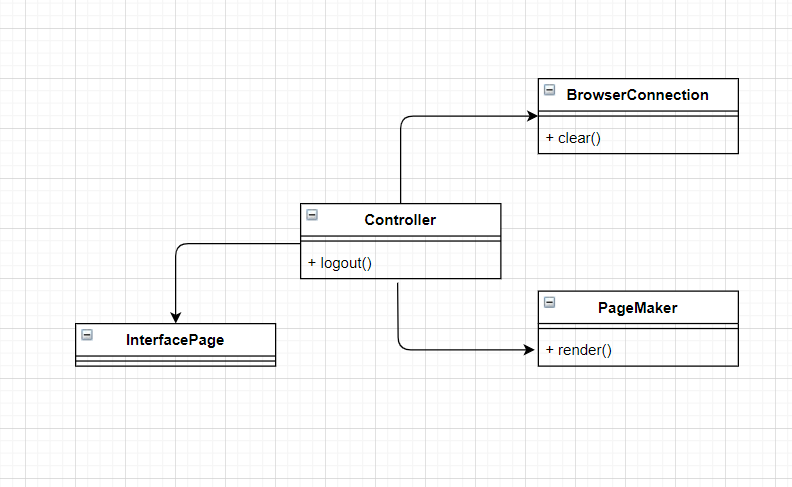 BrowserConnection
+ clear()
Controller
+ logout()
PageMaker
+ render()
InterfacePage